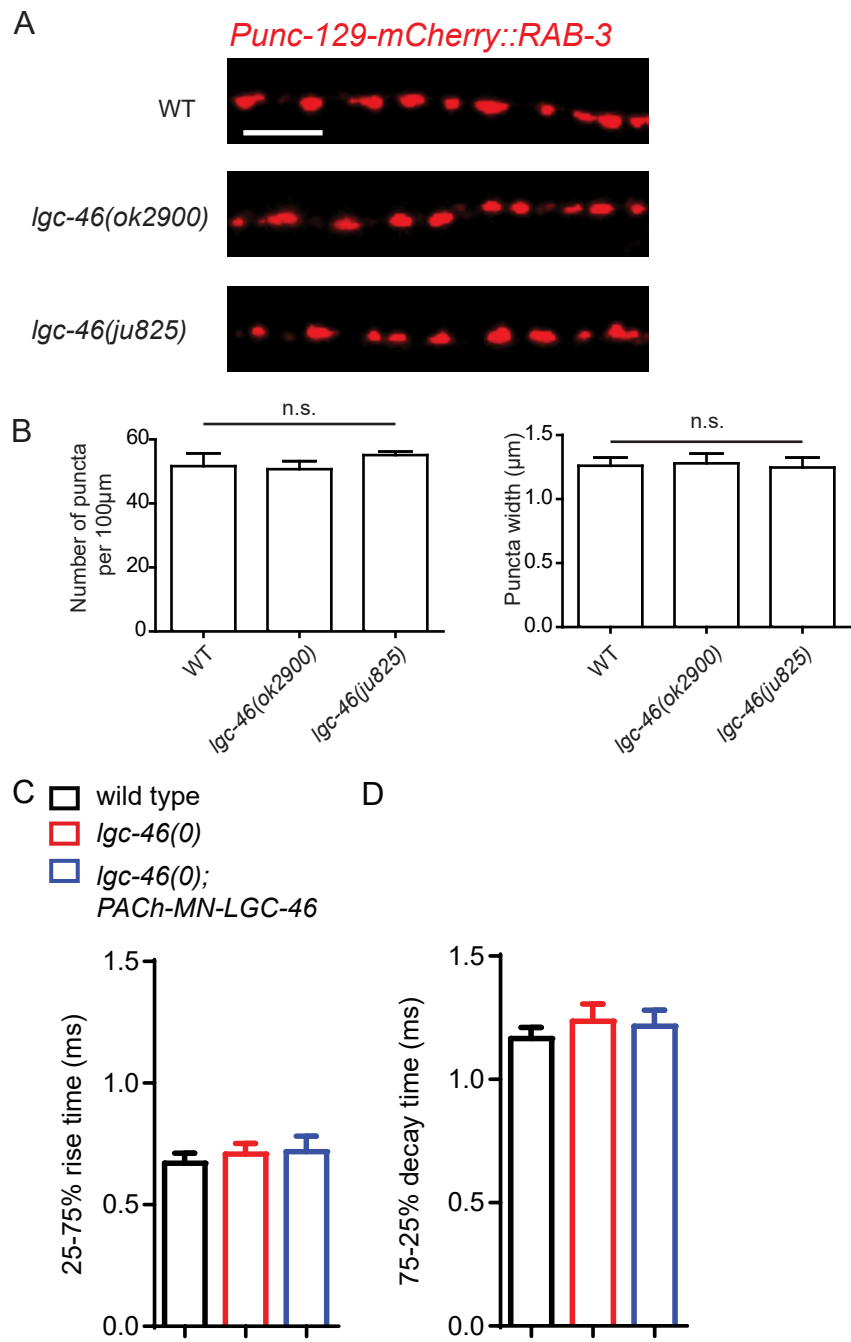 A
Punc-129-mCherry::RAB-3
WT
lgc-46(ok2900)
lgc-46(ju825)
B
n.s.
60
40
20
0
Number of puncta
per 100µm
WT
lgc-46(ok2900)
lgc-46(ju825)
n.s.
1.5
1.0
0.5
0.0
Puncta width (µm)
WT
lgc-46(ok2900)
lgc-46(ju825)
C
wild type
lgc-46(0)
lgc-46(0);
PACh-MN-LGC-46
1.5
1.0
0.5
0.0
25-75% rise time (ms)
D
1.5
1.0
0.5
0.0
75-25% decay time (ms)